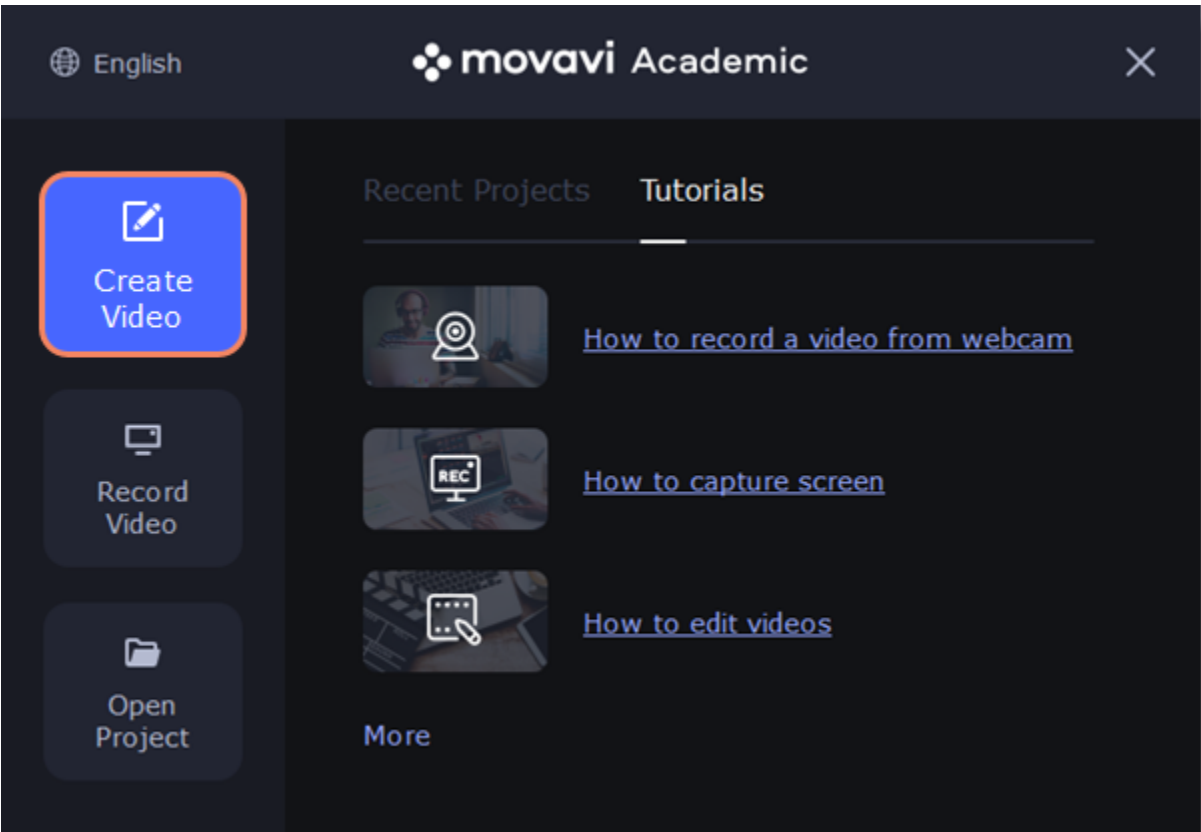 English
movavi Academic
Create
Video
Record
Video
Open
Project
Recent Projects
Tutorials
How to record a video from webcam
REC
How to capture screen
How to edit videos
More